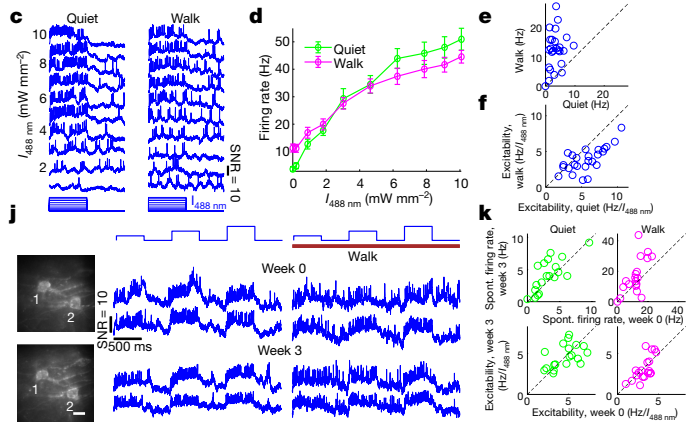 c
Quiet
Walk
I488 nm (mW mm−2)
10
8
6
4
2
SNR = 10
I488 nm
d
Firing rate (Hz)
50
40
30
20
10
Quiet
Walk
0 2 4 6 8 10
I488 nm (mW mm−2)
e
Walk (Hz)
20
10
0
0 20
Quiet (Hz)
f
Excitability,
walk (Hz/I488 nm)
10
5
0
0 5 10
Excitability, quiet (Hz/I488 nm)
j
1
2
1
2
SNR = 10
500 ms
Walk
Week 0
Week 3
k
Quiet
Walk
Spont. firing rate,
week 3 (Hz)
10
5
0
0 5 10
40
20
0
0 20 40
Spont. firing rate, week 0 (Hz)
Excitability, week 3
(Hz/I488 nm)
5
0
0 5
5
0
0 5
Excitability, week 0 (Hz/I488 nm)